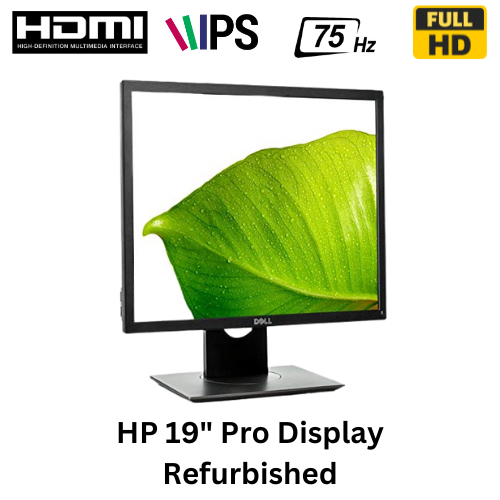 HDMI
HIGH-DEFINITION MULTIMEDIA INTERFACE
IPS
75 Hz
FULL
HD
DELL
HP 19" Pro Display
Refurbished